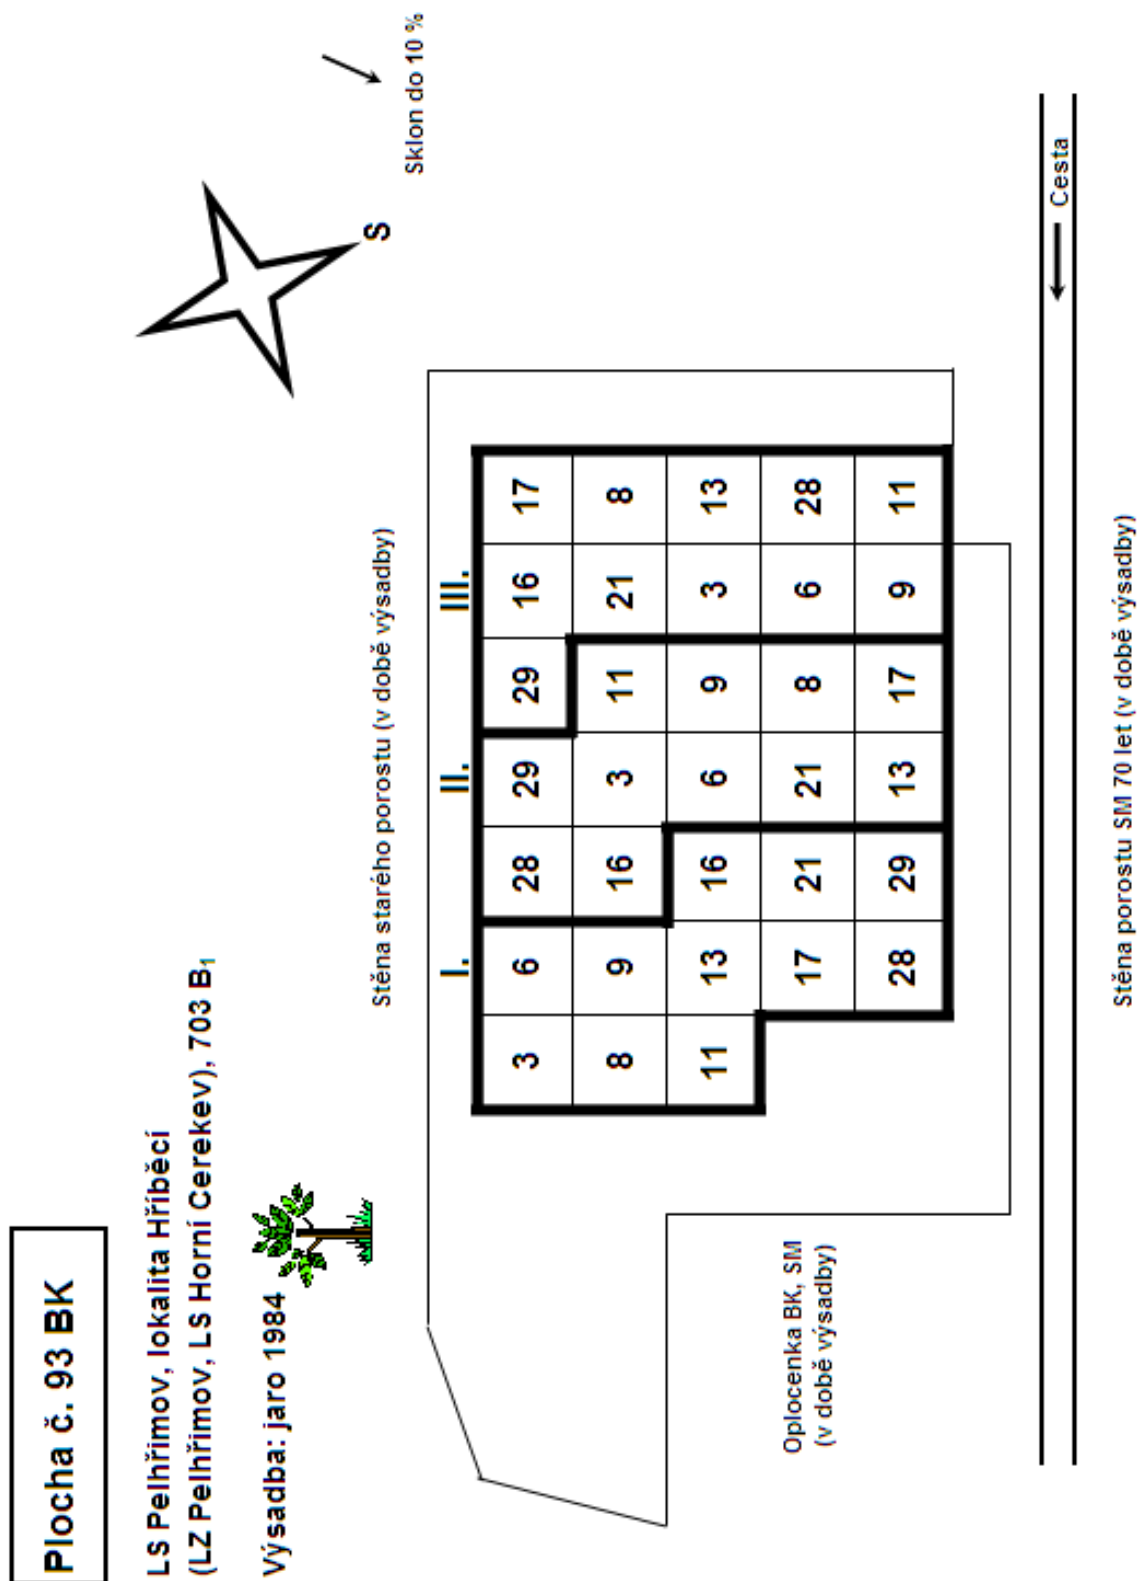 Plocha č. 93 BK
LS Pelhřimov, lokalita Hříběcí
(LZ Pelhřimov, LS Horní Cerekev), 703 B₁
Výsadba: jaro 1984
S
Sklon do 10 %
Stěna starého porostu (v době výsadby)
I. II. III.
3 6 28 29 29 16 17
8 9 16 3 11 21 8
11 13 16 6 9 3 13
17 21 21 8 6 28
28 29 13 17 9 11
Oplocenka BK, SM
(v době výsadby)
Cesta
Stěna porostu SM 70 let (v době výsadby)